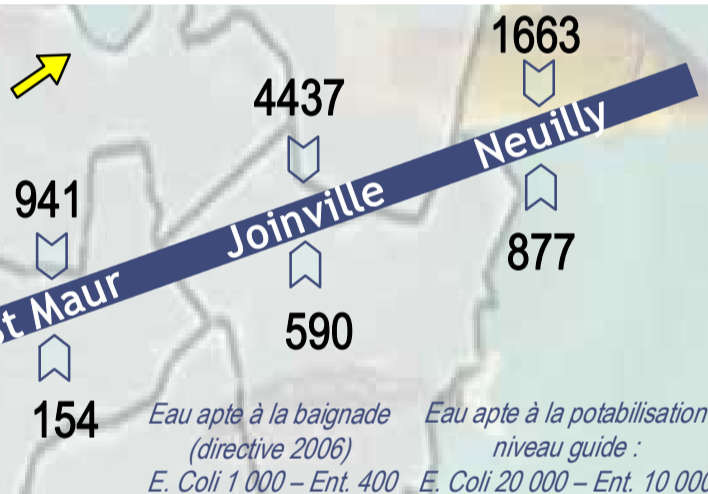 1663
4437
Neuilly
941
Joinville
877
St Maur
590
154
Eau apte à la baignade
(directive 2006)
E. Coli 1 000 – Ent. 400
Eau apte à la potabilisation
niveau guide :
E. Coli 20 000 – Ent. 10 000